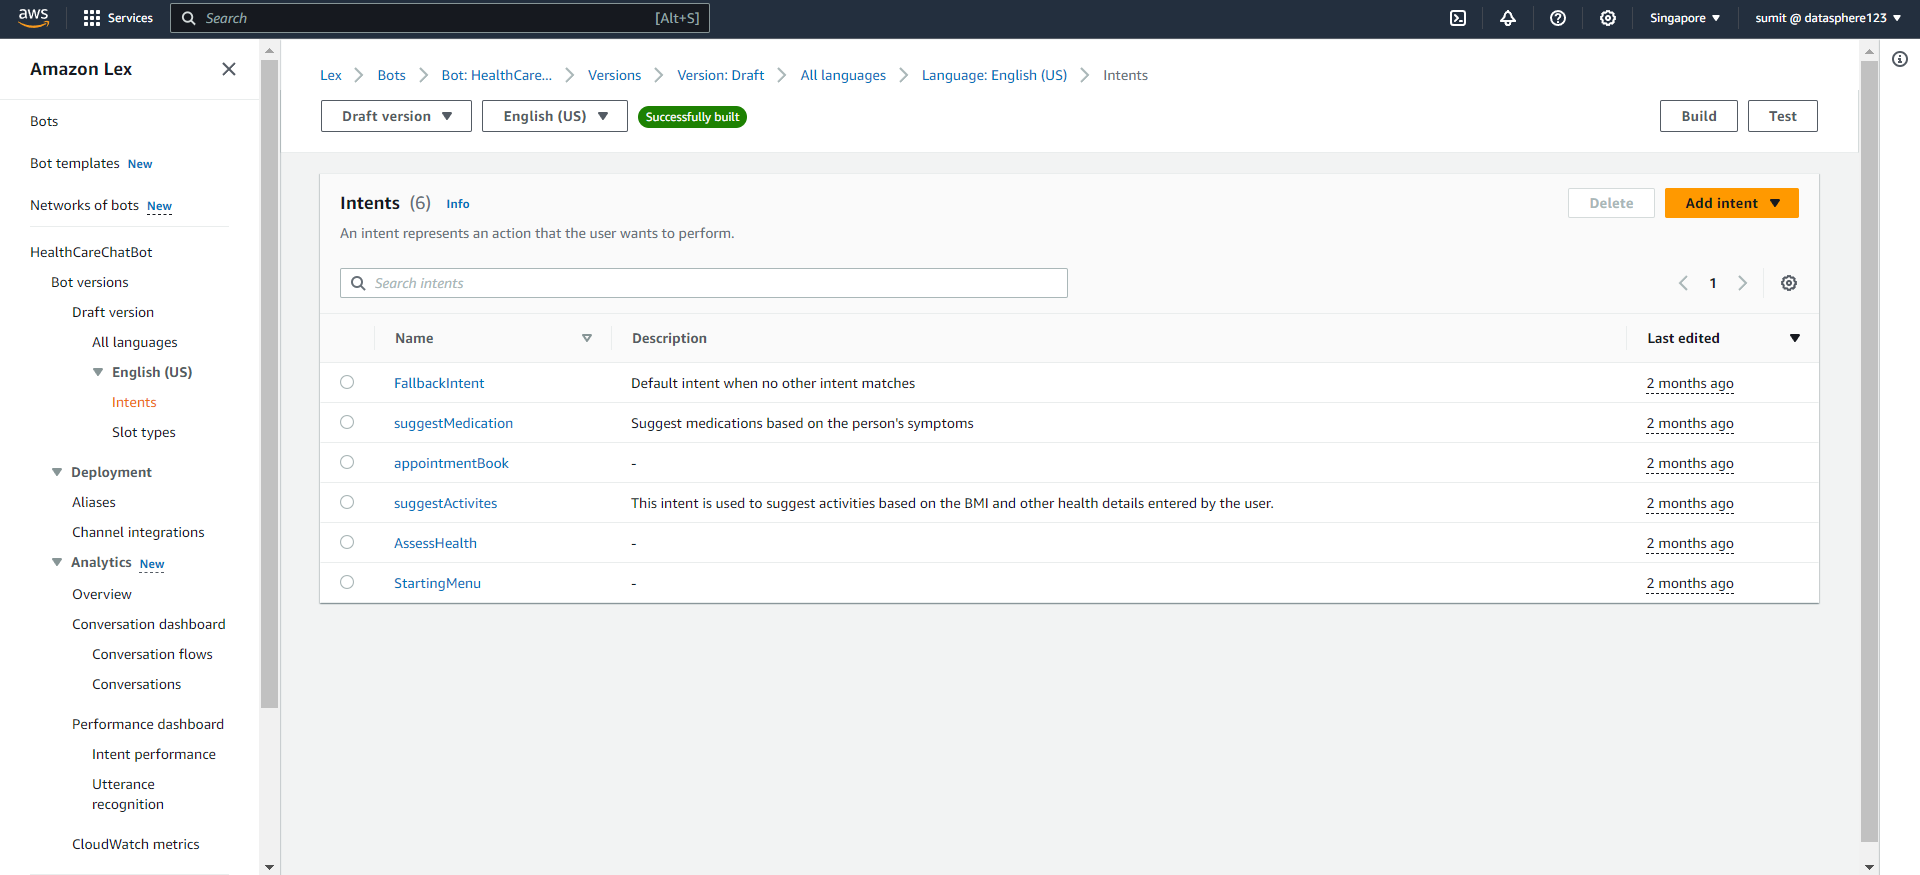 aws
Services
Search
[Alt+S]
Singapore
sumit @ datasphere123
Amazon Lex
Bots
Bot templates New
Networks of bots New
HealthCareChatBot
Bot versions
Draft version
All languages
English (US)
Intents
Slot types
Deployment
Aliases
Channel integrations
Analytics New
Overview
Conversation dashboard
Conversation flows
Conversations
Performance dashboard
Intent performance
Utterance
recognition
CloudWatch metrics
Lex Bots Bot: HealthCare... Versions Version: Draft All languages Language: English (US) Intents
Draft version English (US) Successfully built
Build Test
Intents (6) Info
Delete Add intent
An intent represents an action that the user wants to perform.
Search intents
1
Name Description Last edited
FallbackIntent Default intent when no other intent matches 2 months ago
suggestMedication Suggest medications based on the person's symptoms 2 months ago
appointmentBook - 2 months ago
suggestActivites This intent is used to suggest activities based on the BMI and other health details entered by the user. 2 months ago
AssessHealth - 2 months ago
StartingMenu - 2 months ago